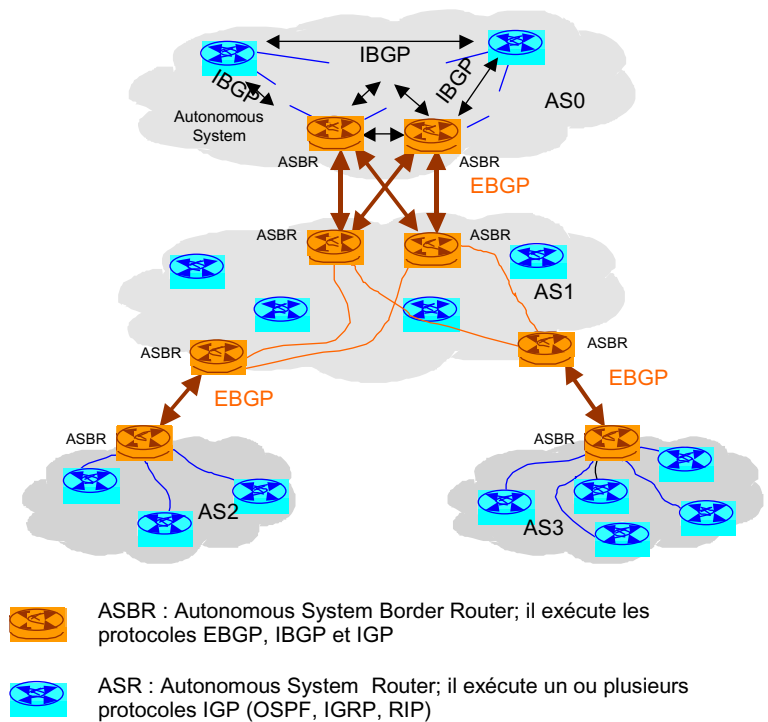 IBGP
IBGP
IBGP
AS0
Autonomous
System
ASBR
ASBR
EBGP
ASBR
ASBR
AS1
ASBR
ASBR
EBGP
EBGP
ASBR
ASBR
AS2
AS3
ASBR : Autonomous System Border Router; il exécute les
protocoles EBGP, IBGP et IGP
ASR : Autonomous System Router; il exécute un ou plusieurs
protocoles IGP (OSPF, IGRP, RIP)